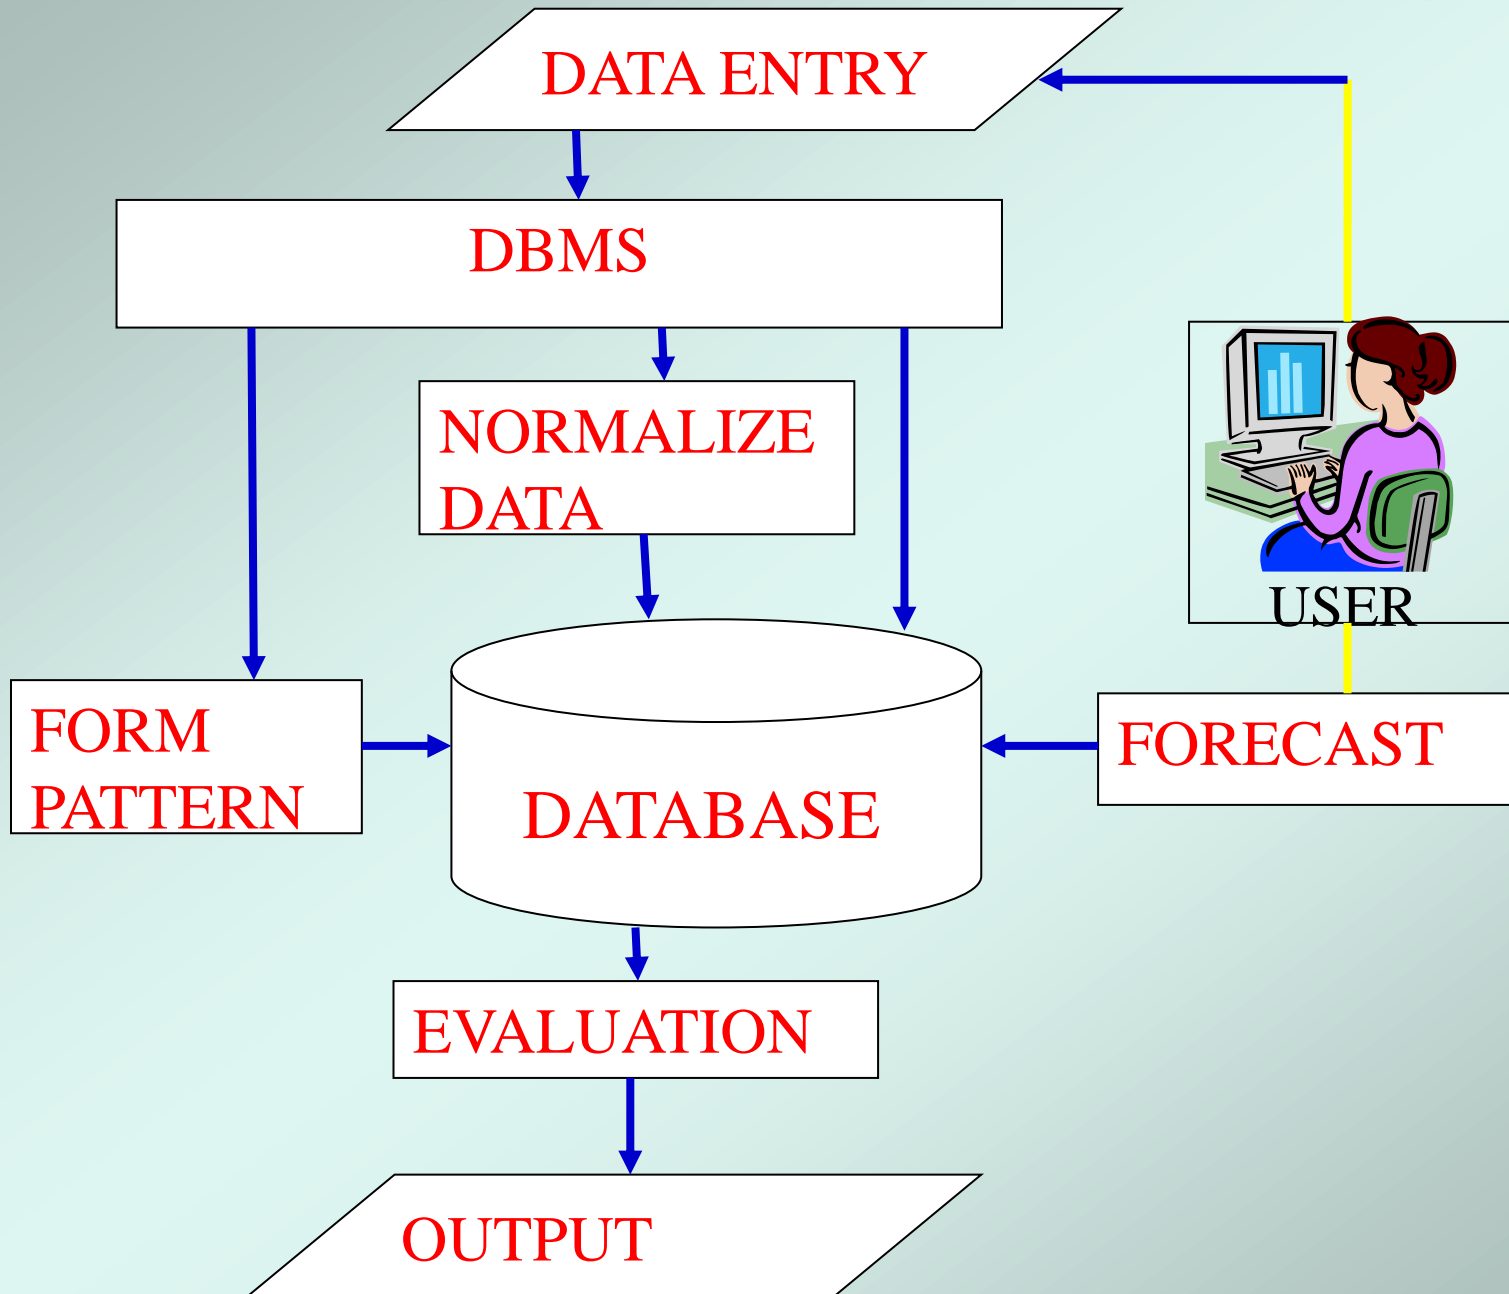 DATA ENTRY
DBMS
NORMALIZE
DATA
USER
FORM
PATTERN
DATABASE
FORECAST
EVALUATION
OUTPUT